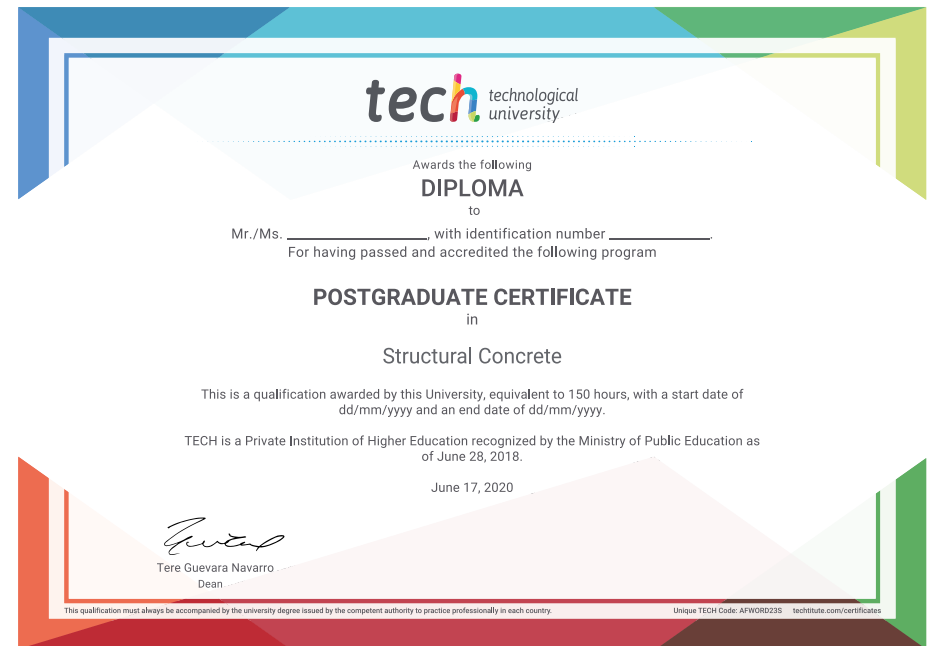 tech technological
university
Awards the following
DIPLOMA
to
Mr./Ms. ____________________, with identification number ______________.
For having passed and accredited the following program
POSTGRADUATE CERTIFICATE
in
Structural Concrete
This is a qualification awarded by this University, equivalent to 150 hours, with a start date of
dd/mm/yyyy and an end date of dd/mm/yyyy.
TECH is a Private Institution of Higher Education recognized by the Ministry of Public Education as
of June 28, 2018.
June 17, 2020
Tere Guevara Navarro
Dean
This qualification must always be accompanied by the university degree issued by the competent authority to practice professionally in each country.
Unique TECH Code: AFWORD23S techtitute.com/certificates